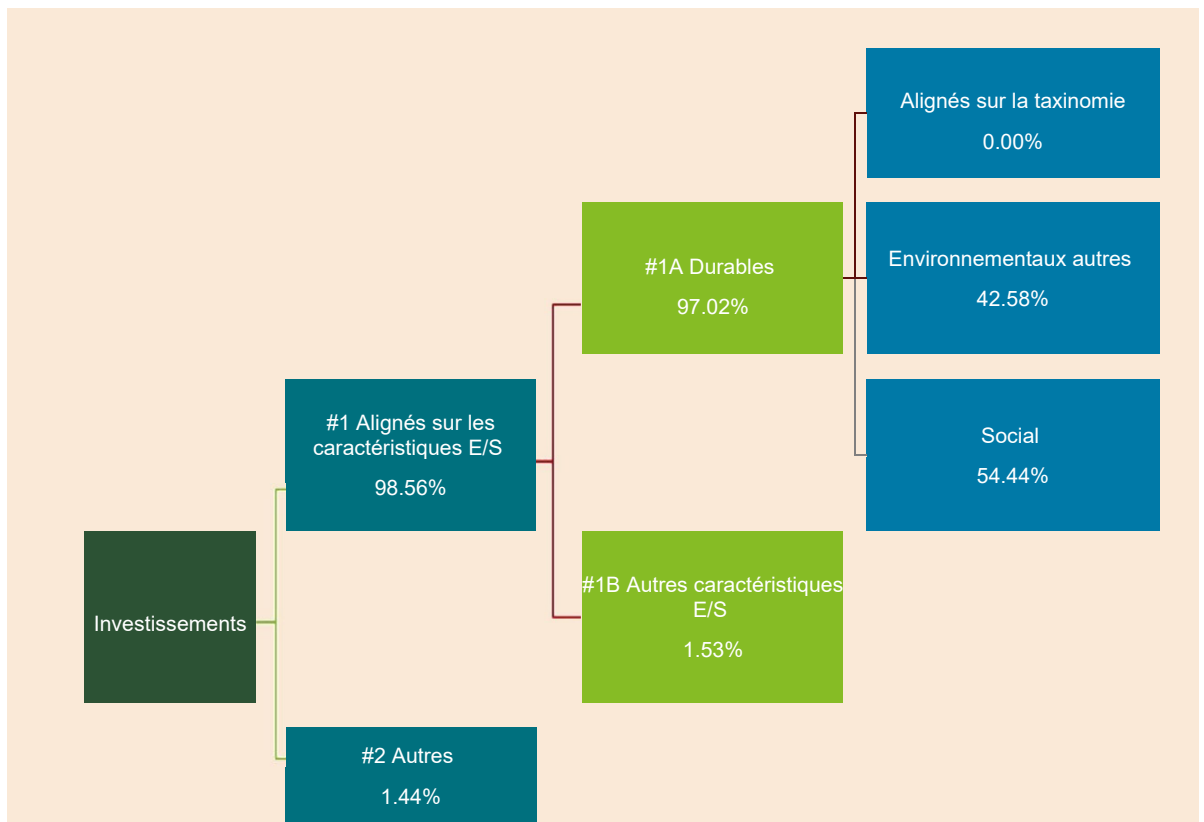 Alignés sur la taxinomie
0.00%
#1A Durables
97.02%
Environnementaux autres
42.58%
#1 Alignés sur les
caractéristiques E/S
98.56%
Social
54.44%
Investissements
#1B Autres caractéristiques
E/S
1.53%
#2 Autres
1.44%